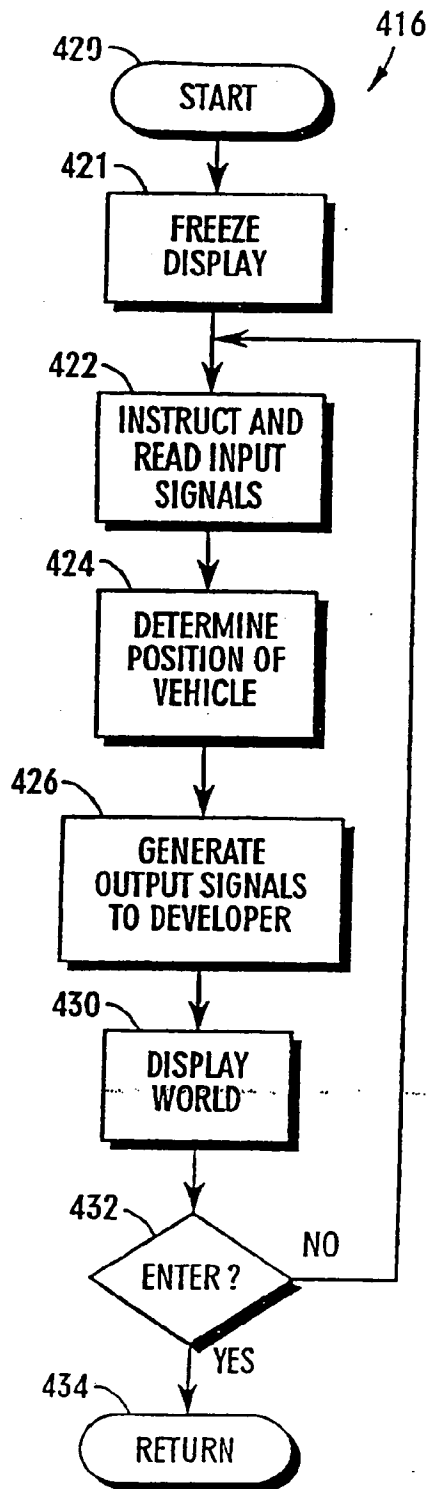 416
420
START
421
FREEZE
DISPLAY
422
INSTRUCT AND
READ INPUT
SIGNALS
424
DETERMINE
POSITION OF
VEHICLE
426
GENERATE
OUTPUT SIGNALS
TO DEVELOPER
430
DISPLAY
WORLD
432
ENTER ?
NO
YES
434
RETURN